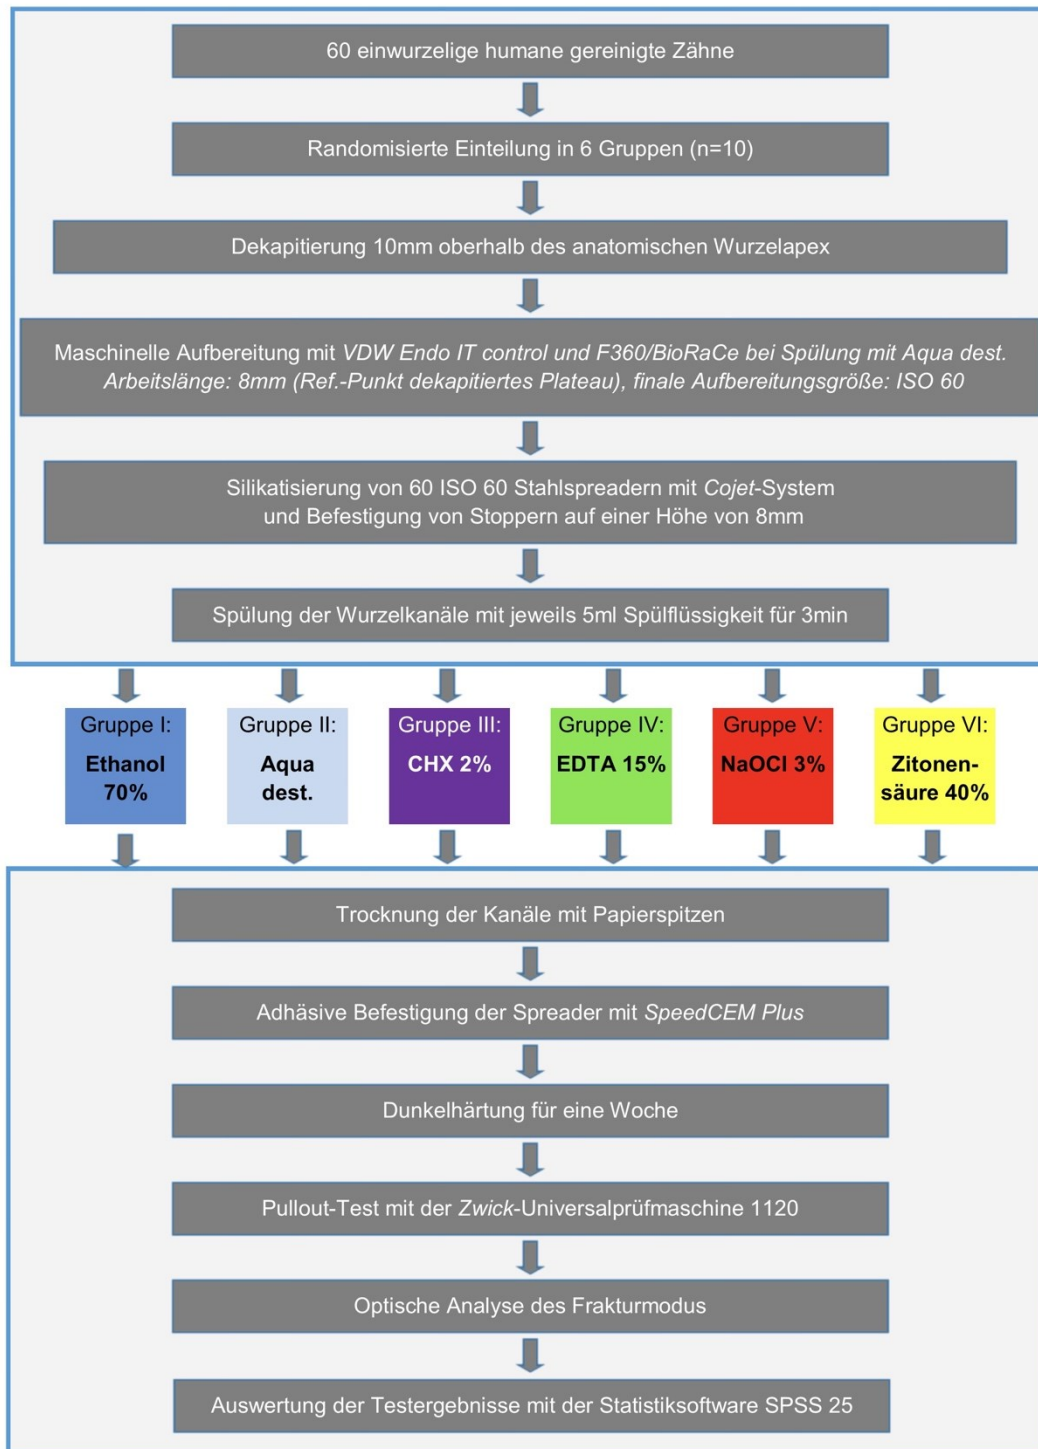 60 einwurzelige humane gereinigte Zähne
Randomisierte Einteilung in 6 Gruppen (n=10)
Dekapitierung 10mm oberhalb des anatomischen Wurzelapex
Maschinelle Aufbereitung mit VDW Endo IT control und F360/BioRaCe bei Spülung mit Aqua dest.
Arbeitslänge: 8mm (Ref.-Punkt dekapitiertes Plateau), finale Aufbereitungsgröße: ISO 60
Silikatisierung von 60 ISO 60 Stahlspreadern mit Cojet-System
und Befestigung von Stoppern auf einer Höhe von 8mm
Spülung der Wurzelkanäle mit jeweils 5ml Spülflüssigkeit für 3min
Gruppe I:
Ethanol
70%
Gruppe II:
Aqua
dest.
Gruppe III:
CHX 2%
Gruppe IV:
EDTA 15%
Gruppe V:
NaOCl 3%
Gruppe VI:
Zitonen-
säure 40%
Trocknung der Kanäle mit Papierspitzen
Adhäsive Befestigung der Spreader mit SpeedCEM Plus
Dunkelhärtung für eine Woche
Pullout-Test mit der Zwick-Universalprüfmaschine 1120
Optische Analyse des Frakturmodus
Auswertung der Testergebnisse mit der Statistiksoftware SPSS 25